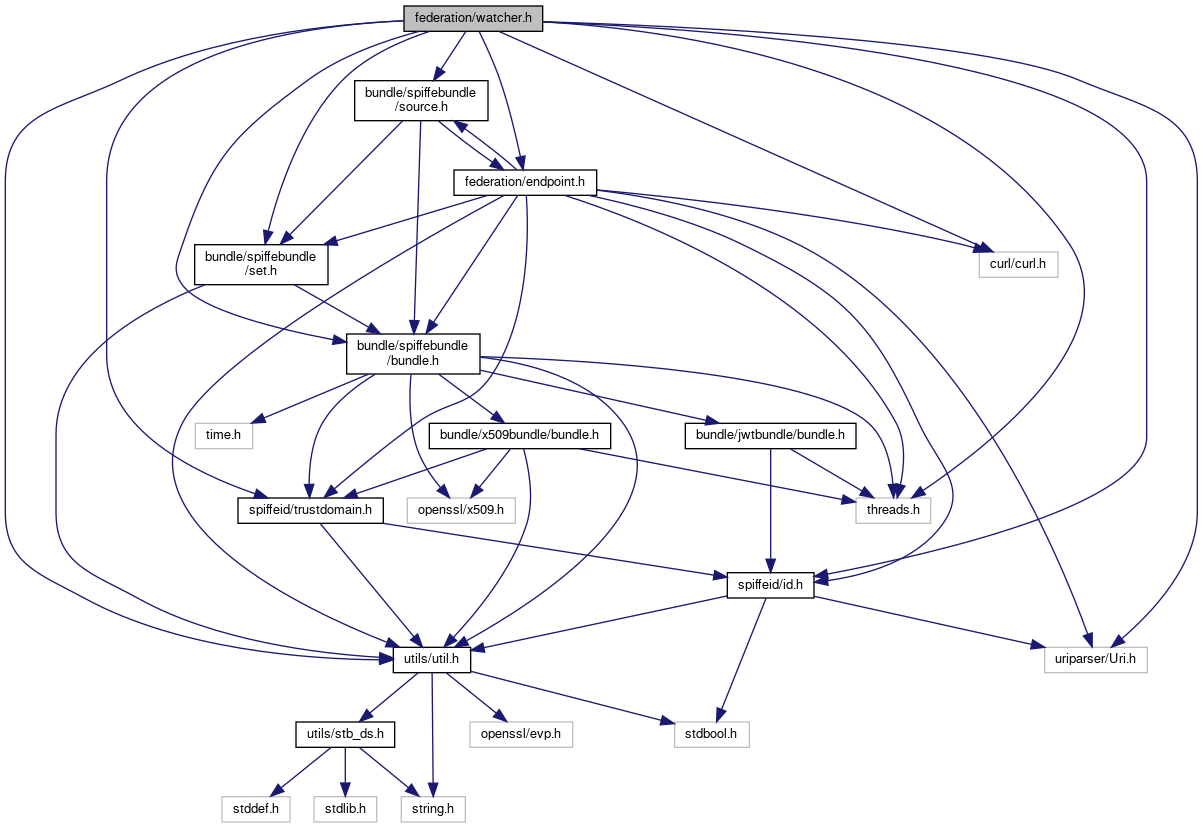 federation/watcher.h
bundle/spiffebundle
/source.h
federation/endpoint.h
bundle/spiffebundle
/set.h
curl/curl.h
bundle/spiffebundle
/bundle.h
time.h
bundle/x509bundle/bundle.h
bundle/jwtbundle/bundle.h
spiffeid/trustdomain.h
openssl/x509.h
threads.h
spiffeid/id.h
utils/util.h
uriparser/Uri.h
utils/stb_ds.h
openssl/evp.h
stdbool.h
stddef.h
stdlib.h
string.h